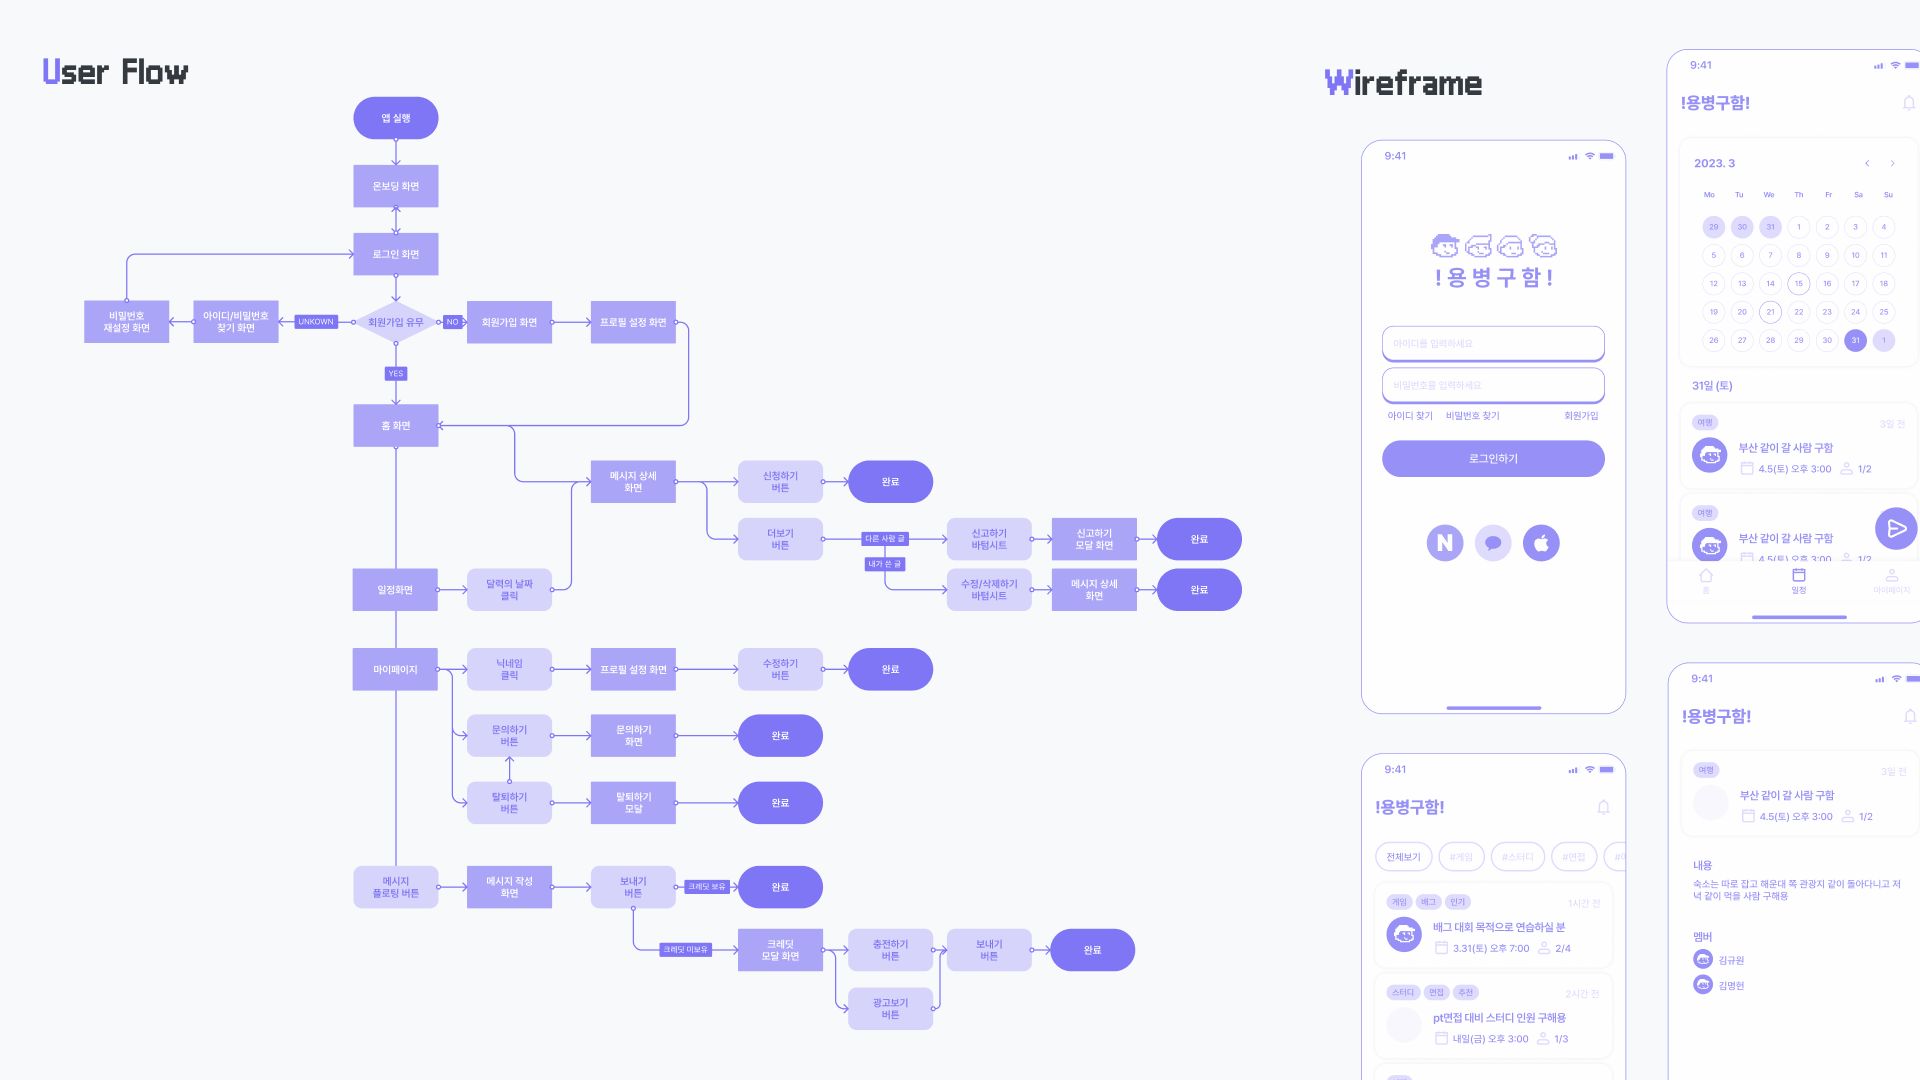 User Flow
앱 실행
온보딩 화면
로그인 화면
비밀번호
재설정 화면
아이디/비밀번호
찾기 화면
UNKOWN
회원가입 유무
NO
회원가입 화면
프로필 설정 화면
YES
홈 화면
메시지 상세
화면
신청하기
버튼
완료
더보기
버튼
다른 사람 글
신고하기
바텀시트
신고하기
모달 화면
완료
내가 쓴 글
일정화면
달력의 날짜
클릭
수정/삭제하기
바텀시트
메시지 상세
화면
완료
마이페이지
닉네임
클릭
프로필 설정 화면
수정하기
버튼
완료
문의하기
버튼
문의하기
화면
완료
탈퇴하기
버튼
탈퇴하기
모달
완료
메시지
플로팅 버튼
메시지 작성
화면
보내기
버튼
크레딧 보유
완료
크레딧 미보유
크레딧
모달 화면
충전하기
버튼
보내기
버튼
완료
광고보기
버튼
Wireframe
9:41
!용병구함!
아이디를 입력하세요
비밀번호를 입력하세요
아이디 찾기 비밀번호 찾기 회원가입
로그인하기
N
9:41
!용병구함!
전체보기 #게임 #스터디 #면접
게임 배그 인기
1시간 전
배그 대회 목적으로 연습하실 분
3.31(토) 오후 7:00 2/4
스터디 면접 추천
2시간 전
pt면접 대비 스터디 인원 구해용
내일(금) 오후 3:00 1/3
9:41
!용병구함!
2023. 3
Mo Tu We Th Fr Sa Su
29 30 31 1 2 3 4
5 6 7 8 9 10 11
12 13 14 15 16 17 18
19 20 21 22 23 24 25
26 27 28 29 30 31 1
31일 (토)
여행
3일 전
부산 같이 갈 사람 구함
4.5(토) 오후 3:00 1/2
여행
부산 같이 갈 사람 구함
4.5(토) 오후 3:00 1/2
홈 일정 마이페이지
9:41
!용병구함!
여행
3일 전
부산 같이 갈 사람 구함
4.5(토) 오후 3:00 1/2
내용
숙소는 따로 잡고 해운대 쪽 관광지 같이 돌아다니고 저
녁 같이 먹을 사람 구해용
멤버
김규원
김명현